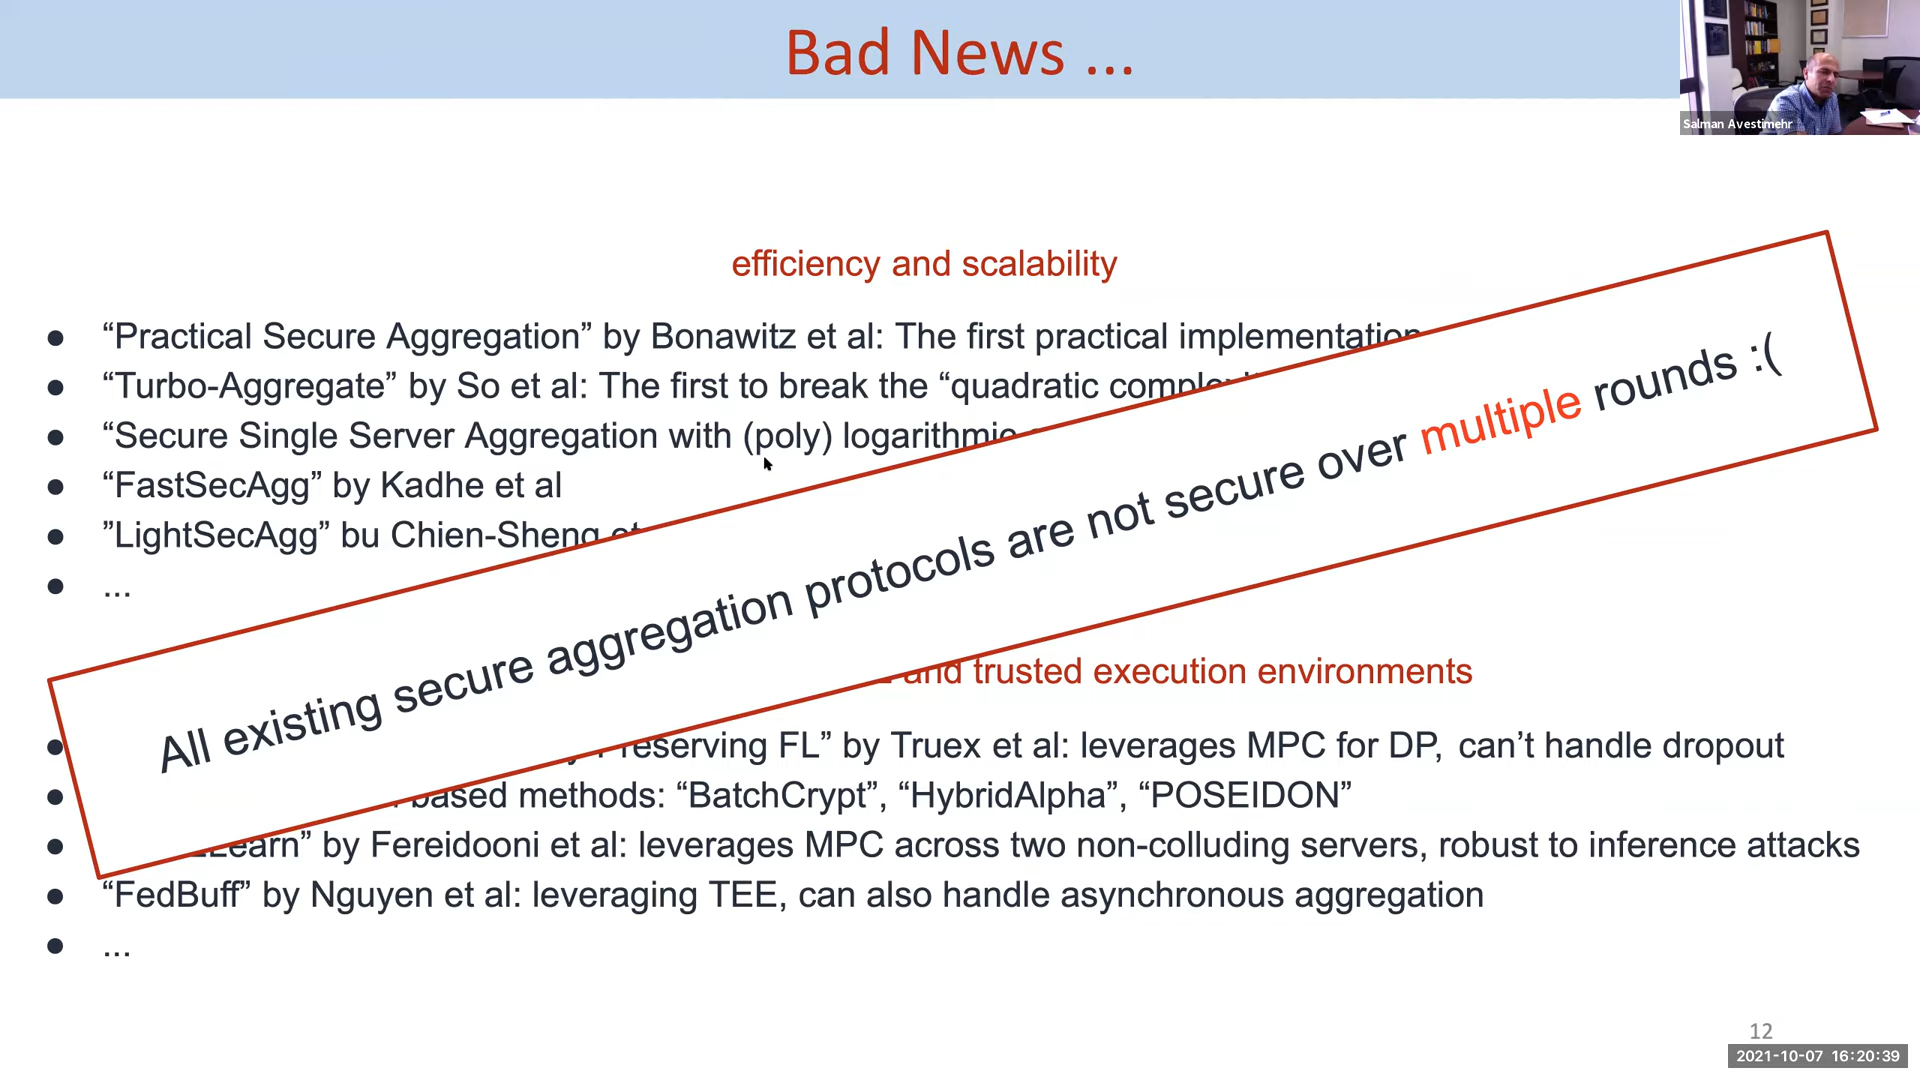 Bad News ...
Salman Avestimehr
efficiency and scalability
● “Practical Secure Aggregation” by Bonawitz et al: The first practical implementation
● “Turbo-Aggregate” by So et al: The first to break the “quadratic
● “Secure Single Server Aggregation with (poly) logarithmic
● “FastSecAgg” by Kadhe et al
● ”LightSecAgg” bu Chien-Sheng et
● ...
All existing secure aggregation protocols are not secure over multiple rounds :(
and trusted execution environments
● FL” by Truex et al: leverages MPC for DP, can’t handle dropout
● based methods: “BatchCrypt”, “HybridAlpha”, “POSEIDON”
● by Fereidooni et al: leverages MPC across two non-colluding servers, robust to inference attacks
● “FedBuff” by Nguyen et al: leveraging TEE, can also handle asynchronous aggregation
● ...
12
2021-10-07 16:20:39